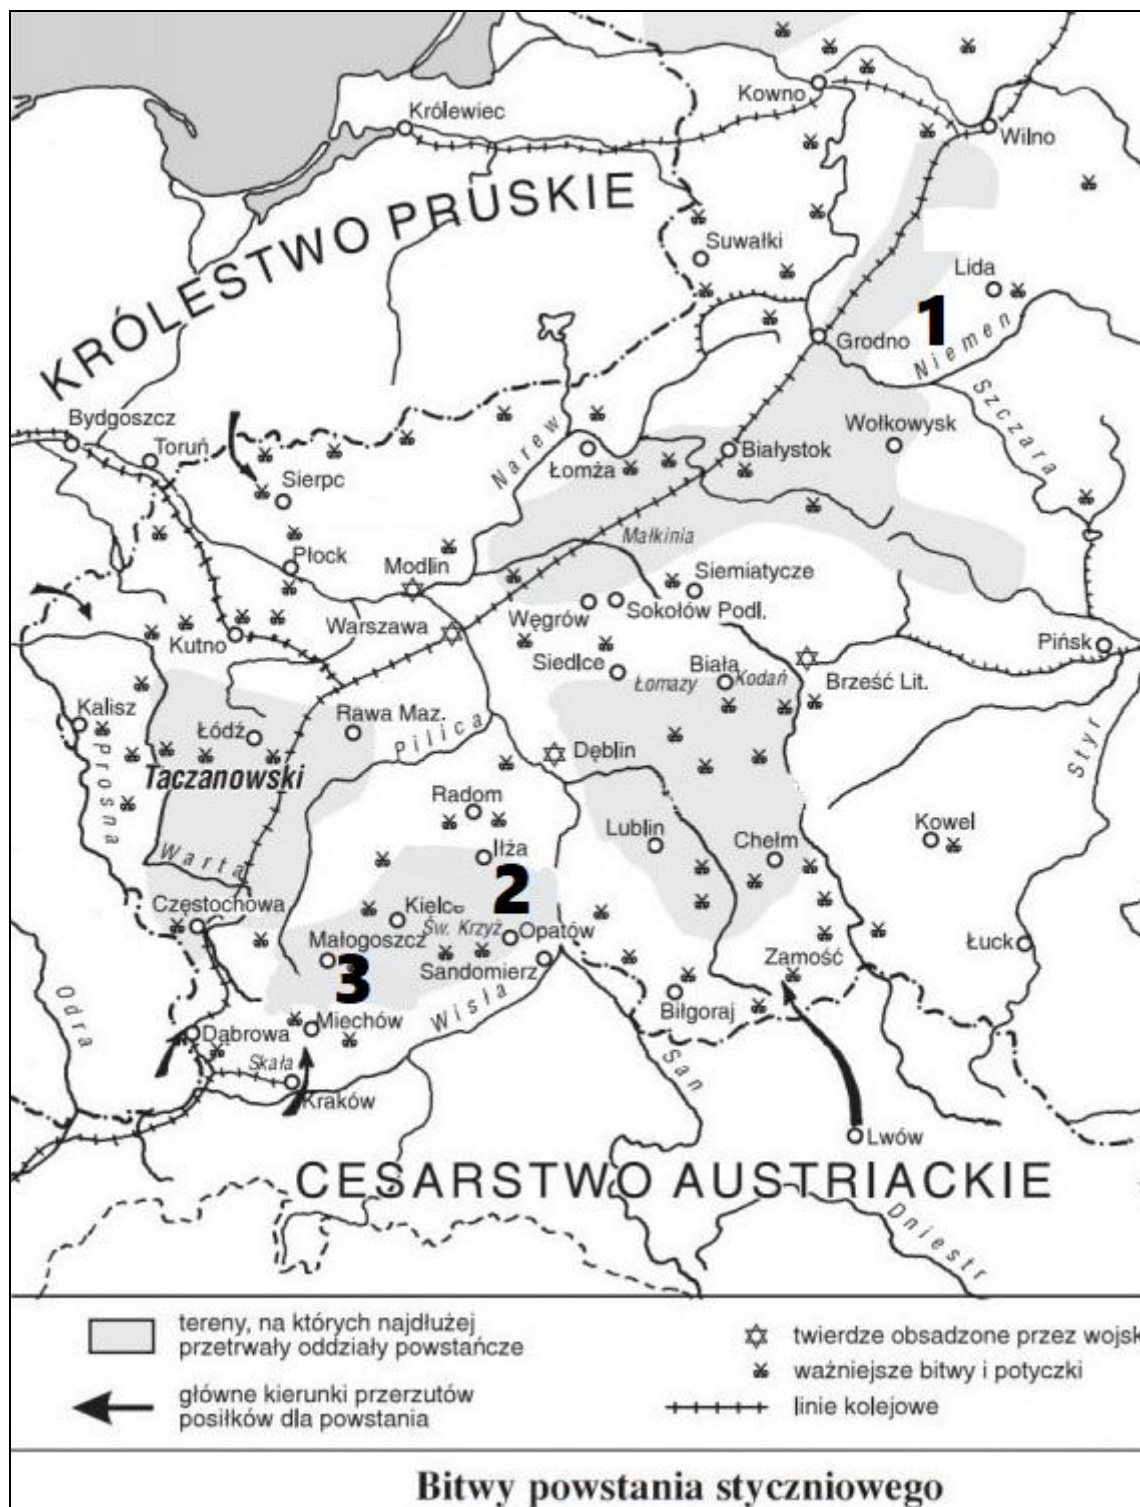 Kowno
Wilno
Królewiec
KRÓLESTWO PRUSKIE
Suwałki
Lida
1
Grodno
Niemen
Szczara
Bydgoszcz
Toruń
Narew
Wołkowysk
Białystok
Łomża
Sierpc
Małkinia
Płock
Modlin
Siemiatycze
Węgrów
Sokołów Podl.
Warszawa
Kutno
Siedlce
Łomazy
Biała
Kodań
Pińsk
Brześć Lit.
Kalisz
Prosna
Łódź
Rawa Maz.
Pilica
Styr
Taczanowski
Dęblin
Radom
Iłża
Lublin
Chełm
Kowel
Warta
2
Częstochowa
Kielce
Św. Krzyż
Opatów
Małogoszcz
Sandomierz
Łuck
Zamość
3
Odra
Wisła
Biłgoraj
Miechów
Dąbrowa
Skała
San
Kraków
Lwów
CESARSTWO AUSTRIACKIE
Dniestr
tereny, na których najdłużej
przetrwały oddziały powstańcze
główne kierunki przerzutów
posiłków dla powstania
twierdze obsadzone przez wojsk
ważniejsze bitwy i potyczki
linie kolejowe
Bitwy powstania styczniowego